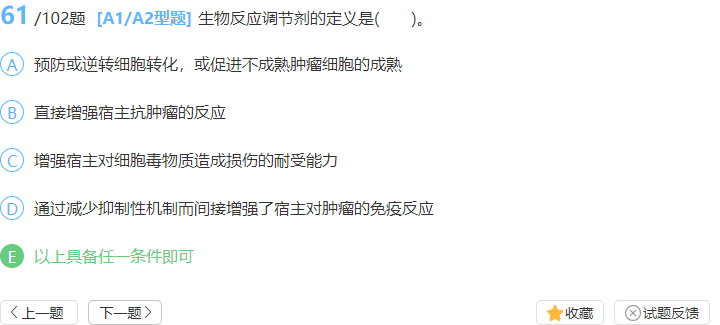 61 /102题 [A1/A2型题] 生物反应调节剂的定义是(　　)。
A 预防或逆转细胞转化，或促进不成熟肿瘤细胞的成熟
B 直接增强宿主抗肿瘤的反应
C 增强宿主对细胞毒物质造成损伤的耐受能力
D 通过减少抑制性机制而间接增强了宿主对肿瘤的免疫反应
E 以上具备任一条件即可
上一题 下一题 收藏 试题反馈